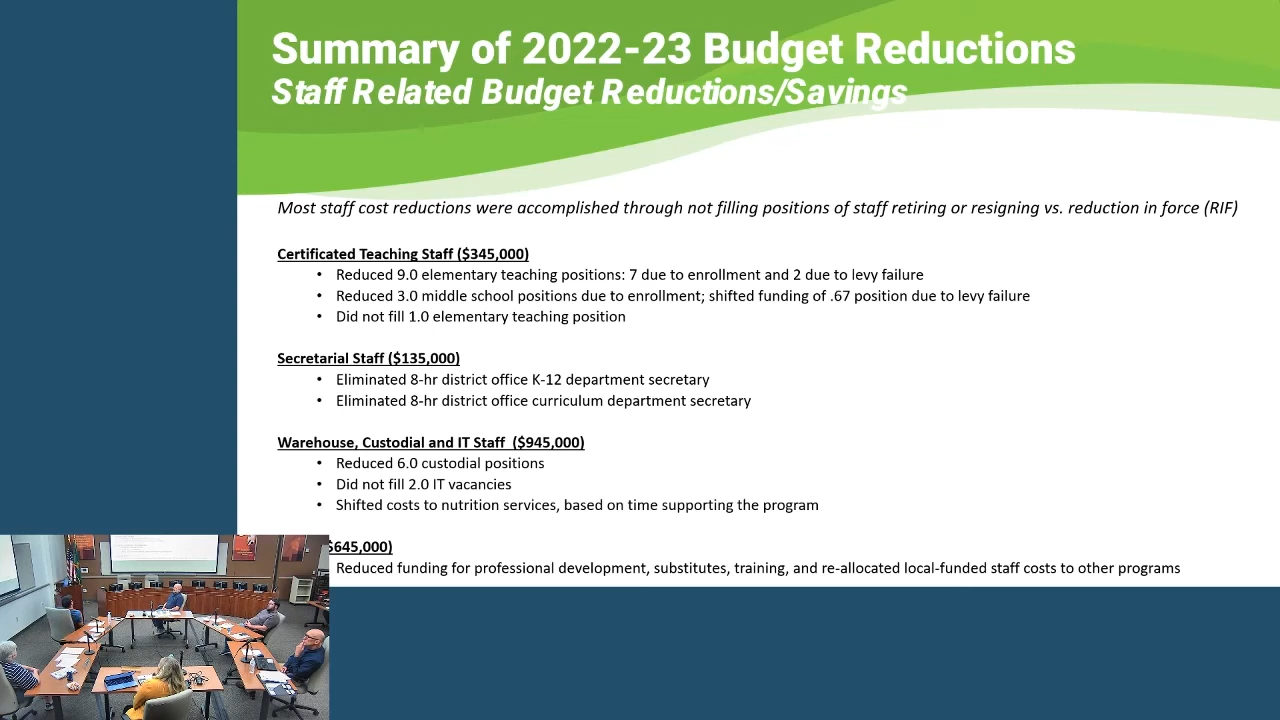 Summary of 2022-23 Budget Reductions
Staff Related Budget Reductions/Savings
Most staff cost reductions were accomplished through not filling positions of staff retiring or resigning vs. reduction in force (RIF)
Certificated Teaching Staff ($345,000)
• Reduced 9.0 elementary teaching positions: 7 due to enrollment and 2 due to levy failure
• Reduced 3.0 middle school positions due to enrollment; shifted funding of .67 position due to levy failure
• Did not fill 1.0 elementary teaching position
Secretarial Staff ($135,000)
• Eliminated 8-hr district office K-12 department secretary
• Eliminated 8-hr district office curriculum department secretary
Warehouse, Custodial and IT Staff ($945,000)
• Reduced 6.0 custodial positions
• Did not fill 2.0 IT vacancies
• Shifted costs to nutrition services, based on time supporting the program
$645,000)
Reduced funding for professional development, substitutes, training, and re-allocated local-funded staff costs to other programs